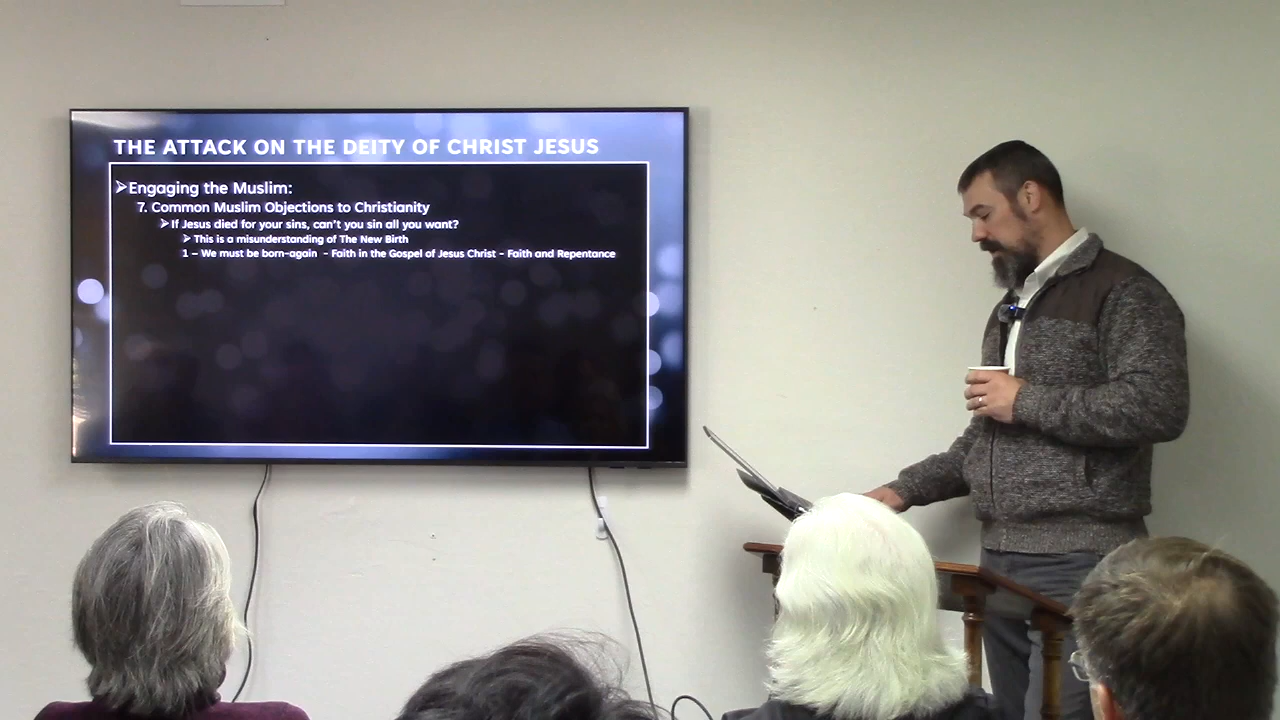 THE ATTACK ON THE DEITY OF CHRIST JESUS
➢Engaging the Muslim:
7. Common Muslim Objections to Christianity
➢If Jesus died for your sins, can't you sin all you want?
➢ This is a misunderstanding of The New Birth
1 – We must be born-again - Faith in the Gospel of Jesus Christ - Faith and Repentance